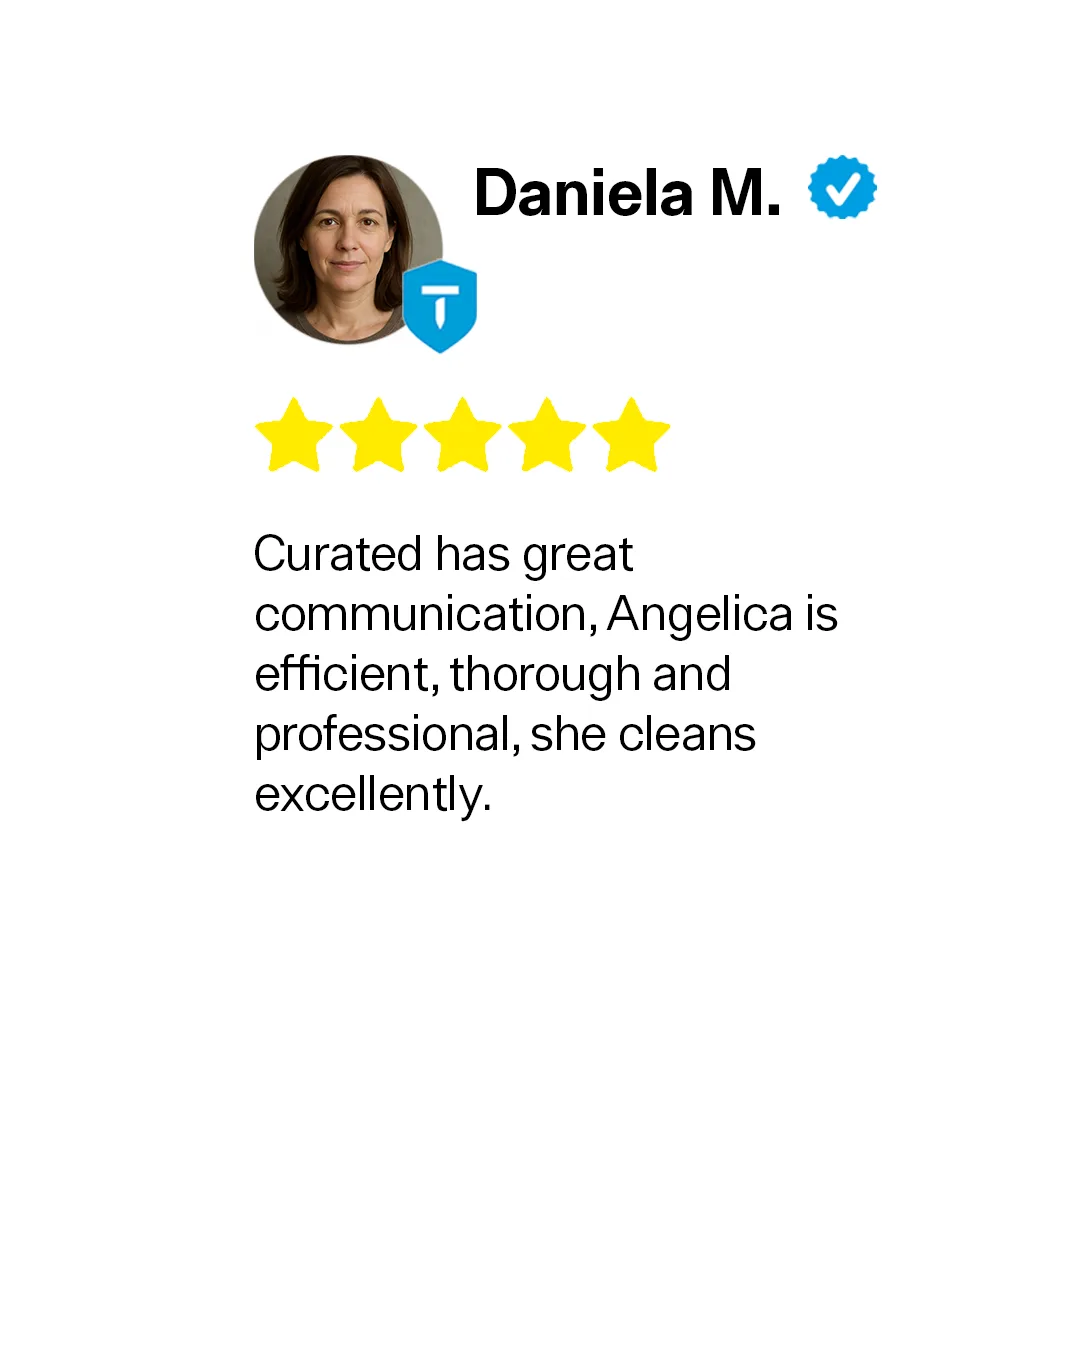 Daniela M.
T
Curated has great
communication, Angelica is
efficient, thorough and
professional, she cleans
excellently.